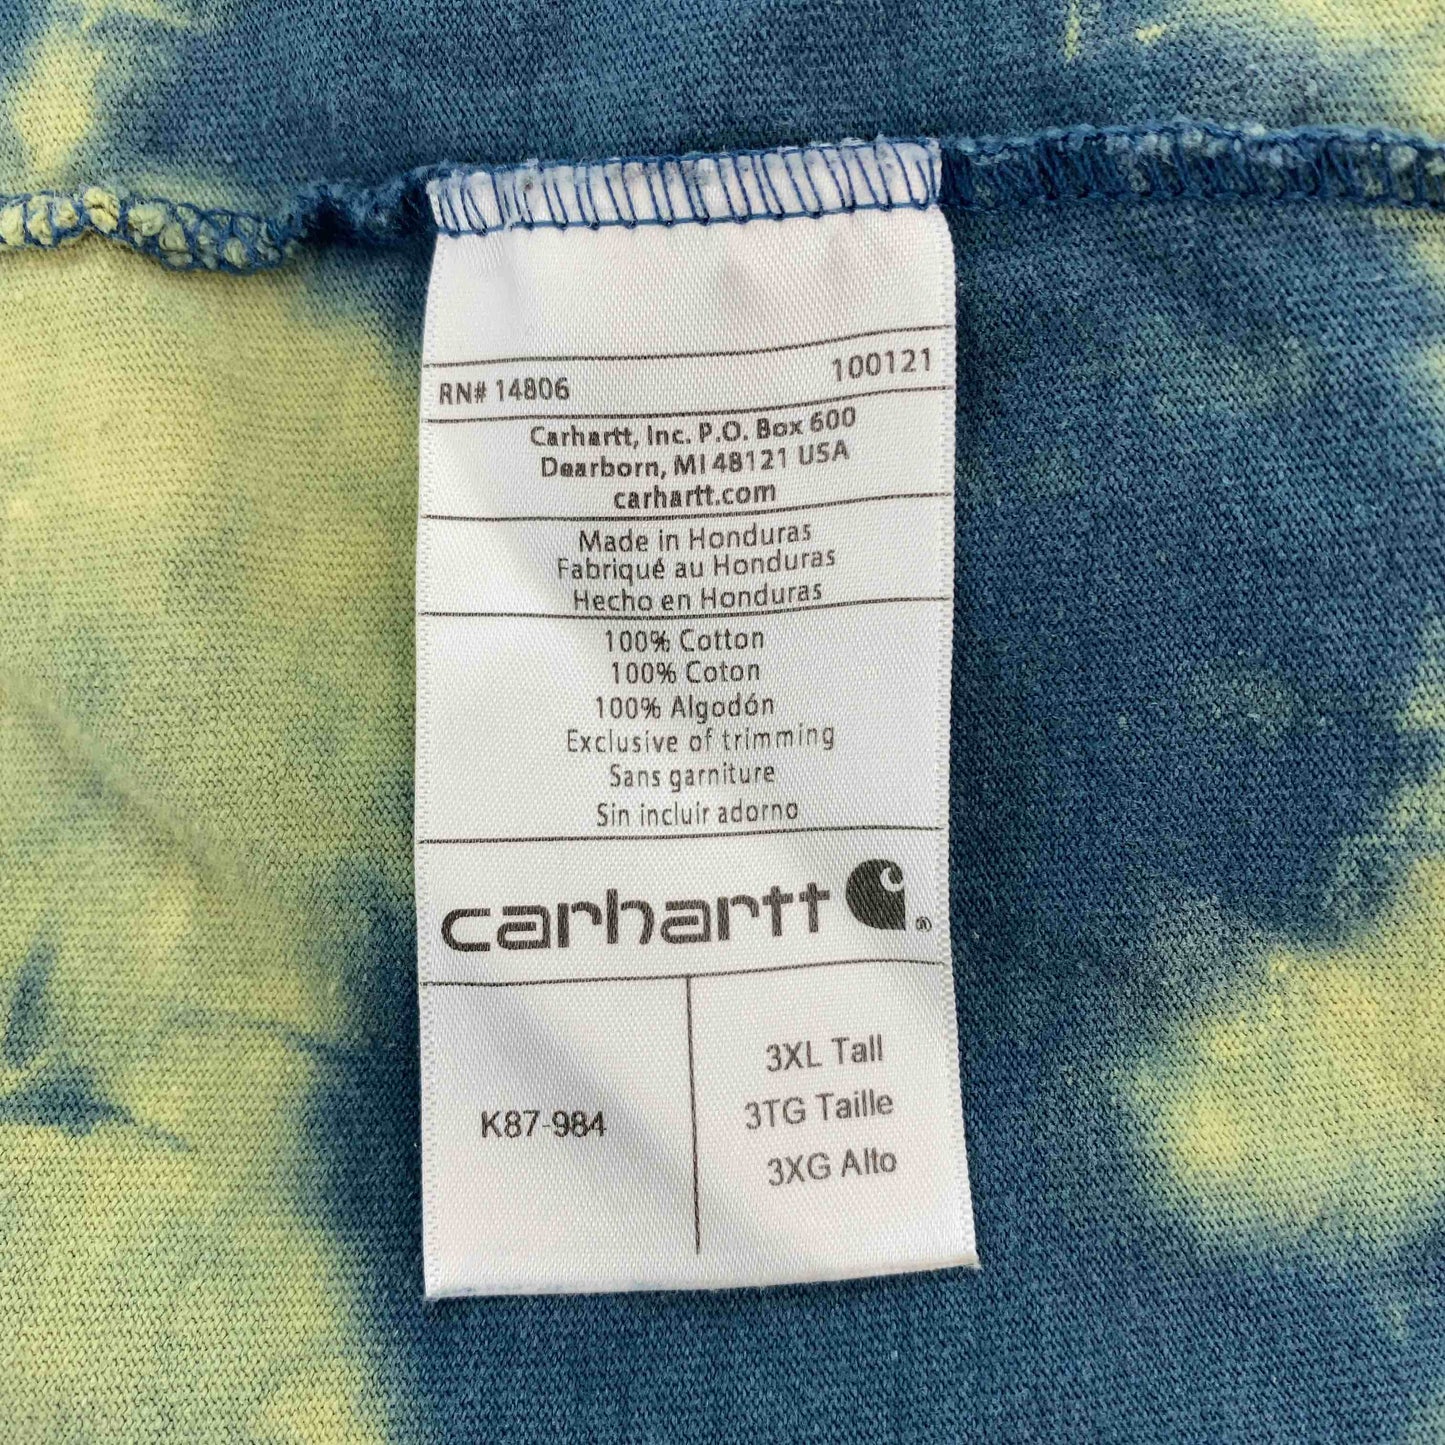 RN# 14806 100121
Carhartt, Inc. P.O. Box 600
Dearborn, MI 48121 USA
carhartt.com
Made in Honduras
Fabriqué au Honduras
Hecho en Honduras
100% Cotton
100% Coton
100% Algodón
Exclusive of trimming
Sans garniture
Sin incluir adorno
carhartt ®
3XL Tall
K87-984 3TG Taille
3XG Alto